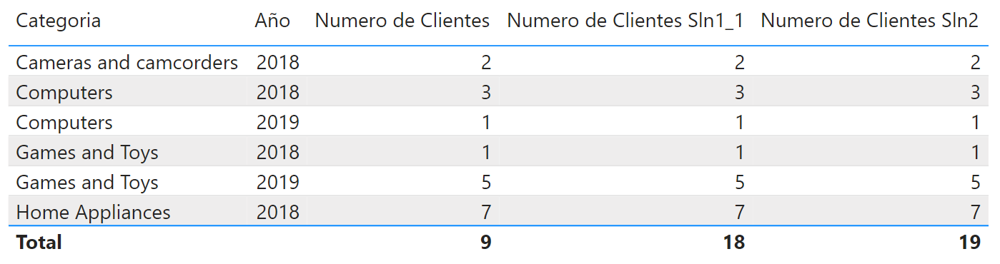 Categoria Año Numero de Clientes Numero de Clientes Sln1_1 Numero de Clientes Sln2
Cameras and camcorders 2018 2 2 2
Computers 2018 3 3 3
Computers 2019 1 1 1
Games and Toys 2018 1 1 1
Games and Toys 2019 5 5 5
Home Appliances 2018 7 7 7
Total 9 18 19